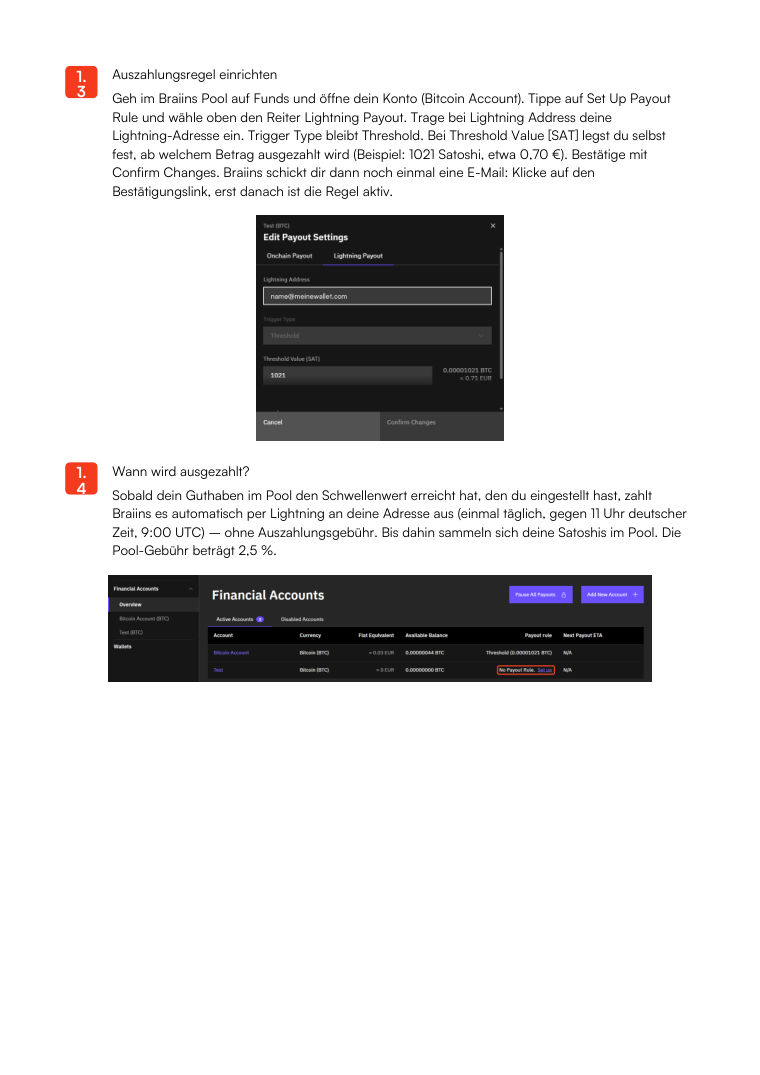 1.
3
Auszahlungsregel einrichten
Geh im Braiins Pool auf Funds und öffne dein Konto (Bitcoin Account). Tippe auf Set Up Payout
Rule und wähle oben den Reiter Lightning Payout. Trage bei Lightning Address deine
Lightning-Adresse ein. Trigger Type bleibt Threshold. Bei Threshold Value [SAT] legst du selbst
fest, ab welchem Betrag ausgezahlt wird (Beispiel: 1021 Satoshi, etwa 0,70 €). Bestätige mit
Confirm Changes. Braiins schickt dir dann noch einmal eine E-Mail: Klicke auf den
Bestätigungslink, erst danach ist die Regel aktiv.
Test (BTC)
Edit Payout Settings
Onchain Payout Lightning Payout
Lightning Address
name@meinewallet.com
Trigger Type
Threshold
Threshold Value (SAT)
1021
0.00001021 BTC
≈ 0.71 EUR
Cancel Confirm Changes
1.
4
Wann wird ausgezahlt?
Sobald dein Guthaben im Pool den Schwellenwert erreicht hat, den du eingestellt hast, zahlt
Braiins es automatisch per Lightning an deine Adresse aus (einmal täglich, gegen 11 Uhr deutscher
Zeit, 9:00 UTC) – ohne Auszahlungsgebühr. Bis dahin sammeln sich deine Satoshis im Pool. Die
Pool-Gebühr beträgt 2,5 %.
Financial Accounts
Overview
Bitcoin Account (BTC)
Test (BTC)
Wallets
Financial Accounts
Pause All Payouts Add New Account +
Active Accounts 2 Disabled Accounts
Account Currency Fiat Equivalent Available Balance Payout rule Next Payout ETA
Bitcoin Account Bitcoin (BTC) ≈ 0.03 EUR 0.00000044 BTC Threshold (0.00001021 BTC) N/A
Test Bitcoin (BTC) ≈ 0 EUR 0.00000000 BTC No Payout Rule. Set up N/A